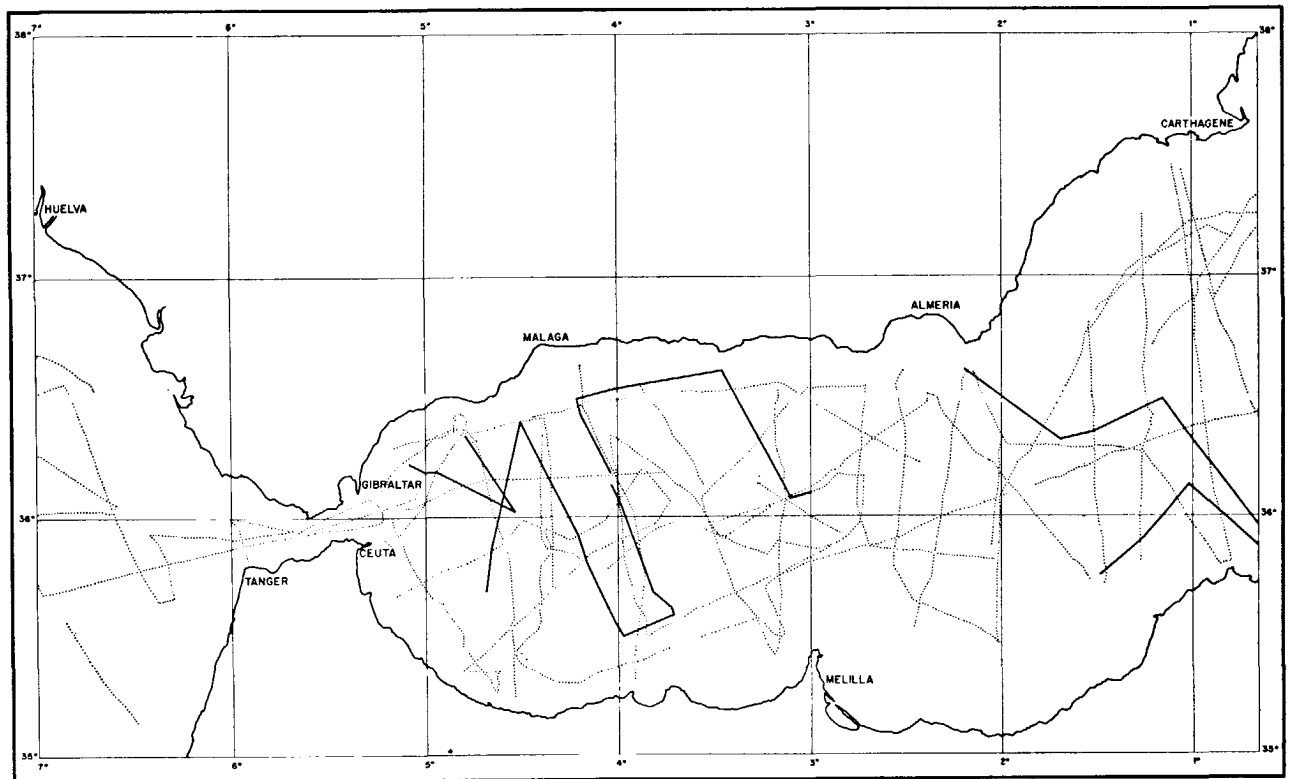 7° 6° 5° 4° 3° 2° 1°
38° 38°
CARTHAGENE
HUELVA
37° 37°
ALMERIA
MALAGA
GIBRALTAR
36° 36°
CEUTA
TANGER
MELILLA
35° 35°
7° 6° 5° 4° 3° 2° 1°